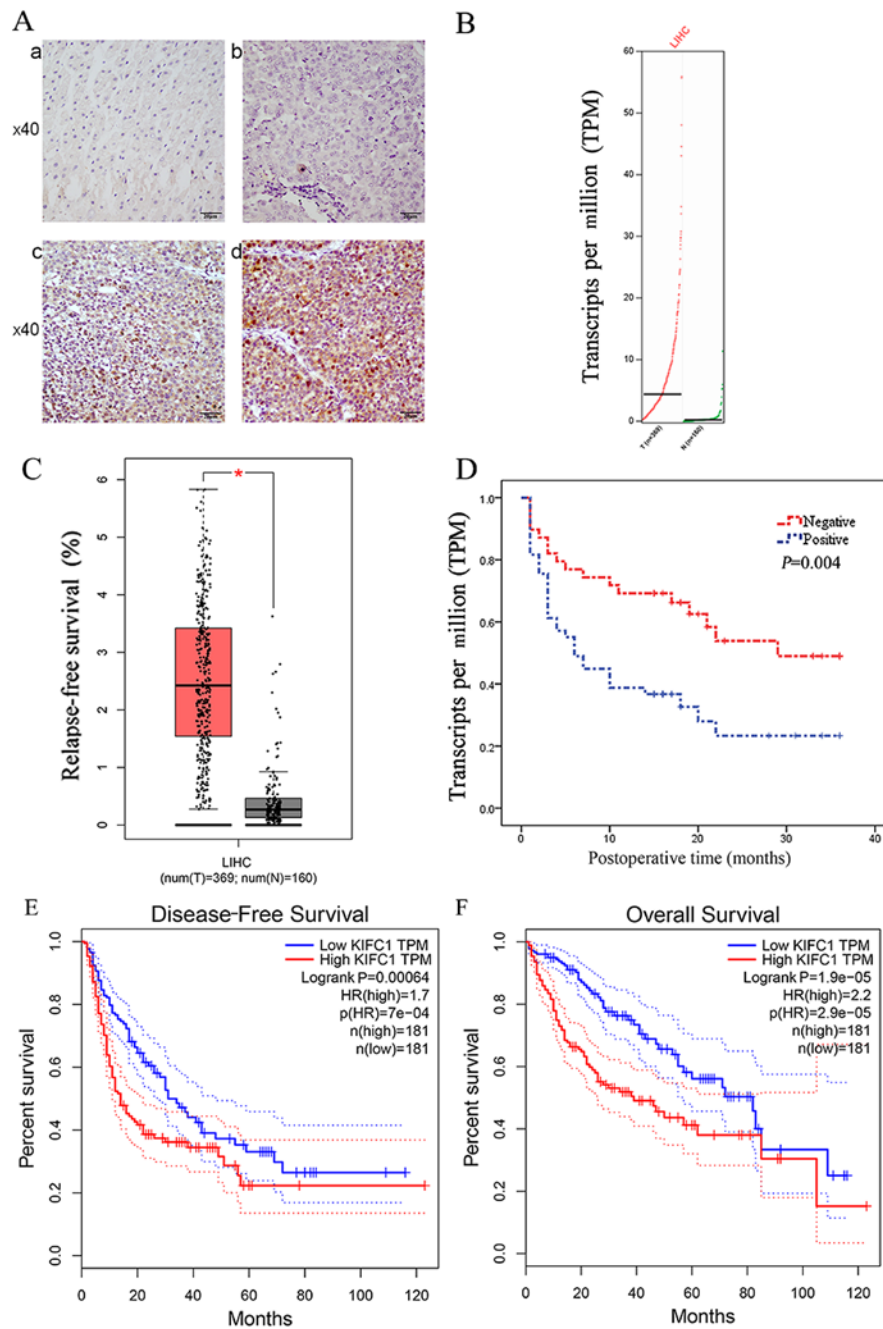 A
a
b
x40
c
d
x40
B
LIHC
Transcripts per million (TPM)
60
50
40
30
20
10
0
T (n=369)
N (n=160)
C
Relapse-free survival (%)
6
5
4
3
2
1
0
*
LIHC
(num(T)=369; num(N)=160)
D
Transcripts per million (TPM)
1.0
0.8
0.6
0.4
0.2
0.0
Negative
Positive
P=0.004
0 10 20 30 40
Postoperative time (months)
E
Disease-Free Survival
Low KIFC1 TPM
High KIFC1 TPM
Logrank P=0.00064
HR(high)=1.7
p(HR)=7e-04
n(high)=181
n(low)=181
Percent survival
1.0
0.8
0.6
0.4
0.2
0.0
0 20 40 60 80 100 120
Months
F
Overall Survival
Low KIFC1 TPM
High KIFC1 TPM
Logrank P=1.9e-05
HR(high)=2.2
p(HR)=2.9e-05
n(high)=181
n(low)=181
Percent survival
1.0
0.8
0.6
0.4
0.2
0.0
0 20 40 60 80 100 120
Months